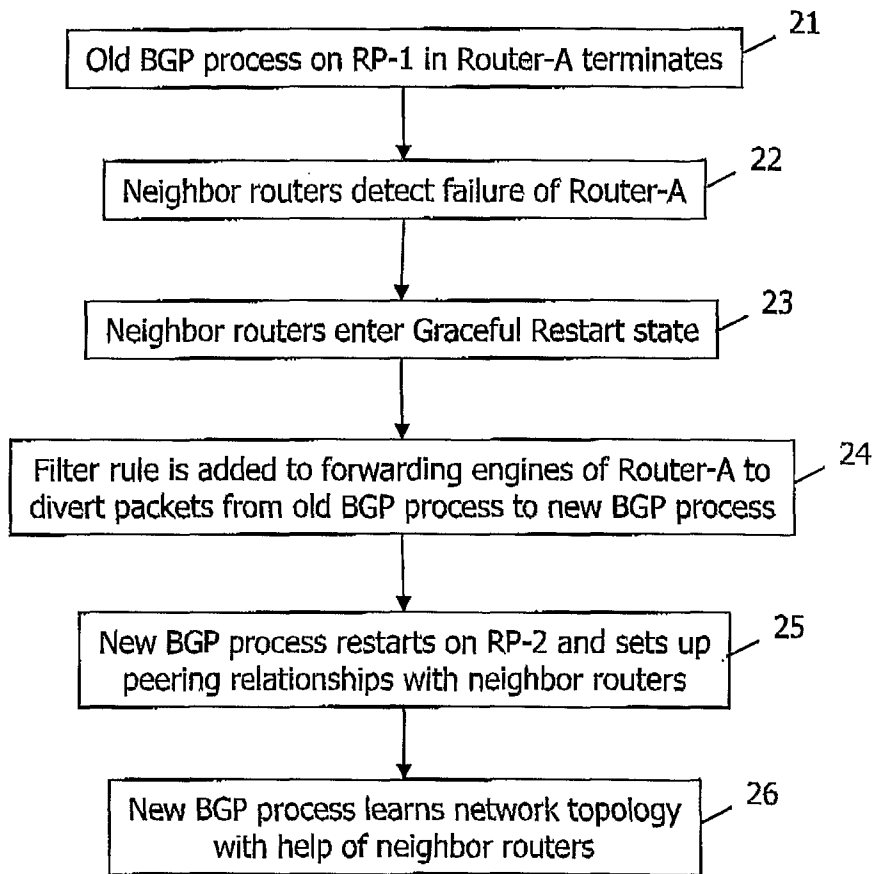 21
Old BGP process on RP-1 in Router-A terminates
22
Neighbor routers detect failure of Router-A
23
Neighbor routers enter Graceful Restart state
24
Filter rule is added to forwarding engines of Router-A to
divert packets from old BGP process to new BGP process
25
New BGP process restarts on RP-2 and sets up
peering relationships with neighbor routers
26
New BGP process learns network topology
with help of neighbor routers